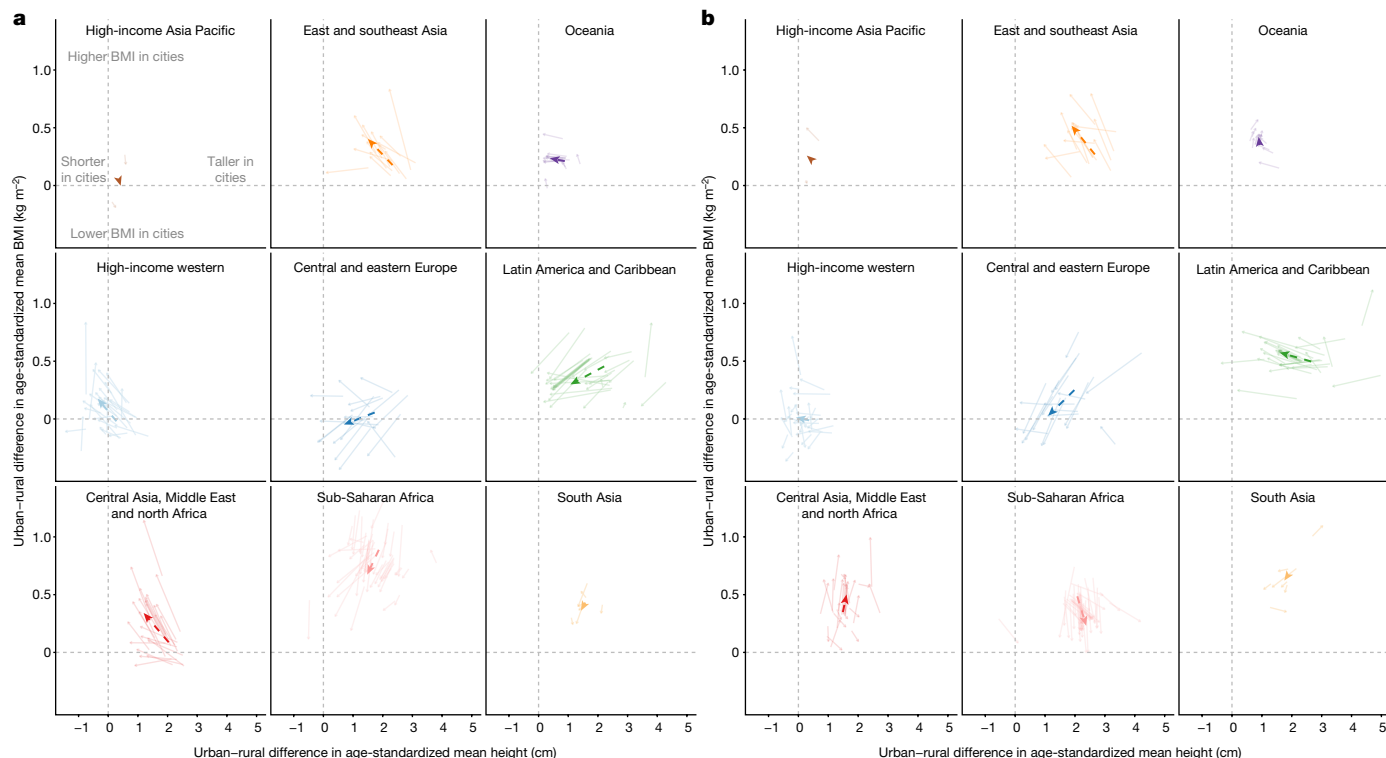 a
b
High-income Asia Pacific
East and southeast Asia
Oceania
Higher BMI in cities
Shorter
in cities
Taller in
cities
Lower BMI in cities
1.0
0.5
0
High-income western
Central and eastern Europe
Latin America and Caribbean
1.0
0.5
0
Central Asia, Middle East
and north Africa
Sub-Saharan Africa
South Asia
1.0
0.5
0
−1 0 1 2 3 4 5
−1 0 1 2 3 4 5
−1 0 1 2 3 4 5
Urban–rural difference in age-standardized mean BMI (kg m−2)
Urban–rural difference in age-standardized mean height (cm)
High-income Asia Pacific
East and southeast Asia
Oceania
1.0
0.5
0
High-income western
Central and eastern Europe
Latin America and Caribbean
1.0
0.5
0
Central Asia, Middle East
and north Africa
Sub-Saharan Africa
South Asia
1.0
0.5
0
−1 0 1 2 3 4 5
−1 0 1 2 3 4 5
−1 0 1 2 3 4 5
Urban–rural difference in age-standardized mean BMI (kg m−2)
Urban–rural difference in age-standardized mean height (cm)